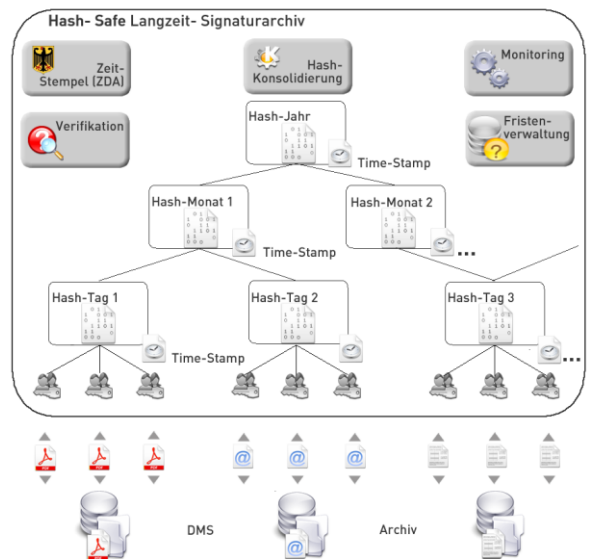 Hash- Safe Langzeit- Signaturarchiv
Zeit-
Stempel (ZDA)
Hash-
Konsolidierung
Monitoring
Verifikation
Fristen-
verwaltung
Hash-Jahr
Time-Stamp
Hash-Monat 1
Time-Stamp
Hash-Monat 2
...
Hash-Tag 1
Time-Stamp
Hash-Tag 2
Hash-Tag 3
...
DMS
Archiv